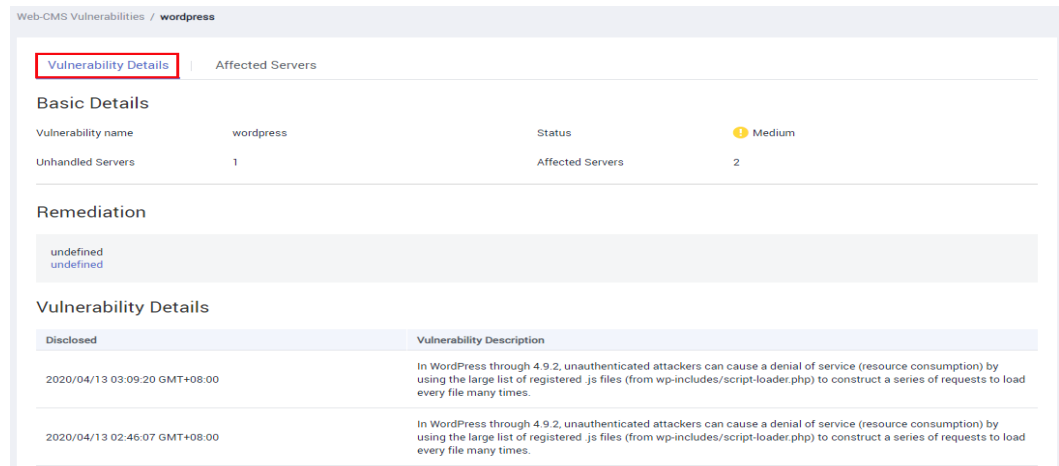 Web-CMS Vulnerabilities / wordpress
Vulnerability Details | Affected Servers
Basic Details
Vulnerability name wordpress Status Medium
Unhandled Servers 1 Affected Servers 2
Remediation
undefined
undefined
Vulnerability Details
Disclosed Vulnerability Description
In WordPress through 4.9.2, unauthenticated attackers can cause a denial of service (resource consumption) by
2020/04/13 03:09:20 GMT+08:00 using the large list of registered .js files (from wp-includes/script-loader.php) to construct a series of requests to load
every file many times.
In WordPress through 4.9.2, unauthenticated attackers can cause a denial of service (resource consumption) by
2020/04/13 02:46:07 GMT+08:00 using the large list of registered .js files (from wp-includes/script-loader.php) to construct a series of requests to load
every file many times.